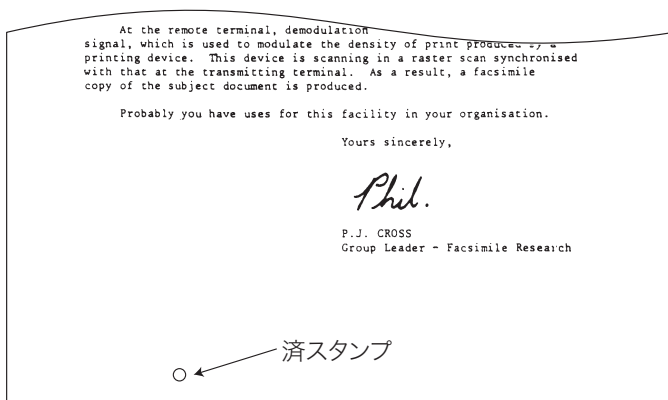 At the remote terminal, demodulation
signal, which is used to modulate the density of print produced by a
printing device. This device is scanning in a raster scan synchronised
with that at the transmitting terminal. As a result, a facsimile
copy of the subject document is produced.
Probably you have uses for this facility in your organisation.
Yours sincerely,
Phil.
P.J. CROSS
Group Leader - Facsimile Research
済スタンプ